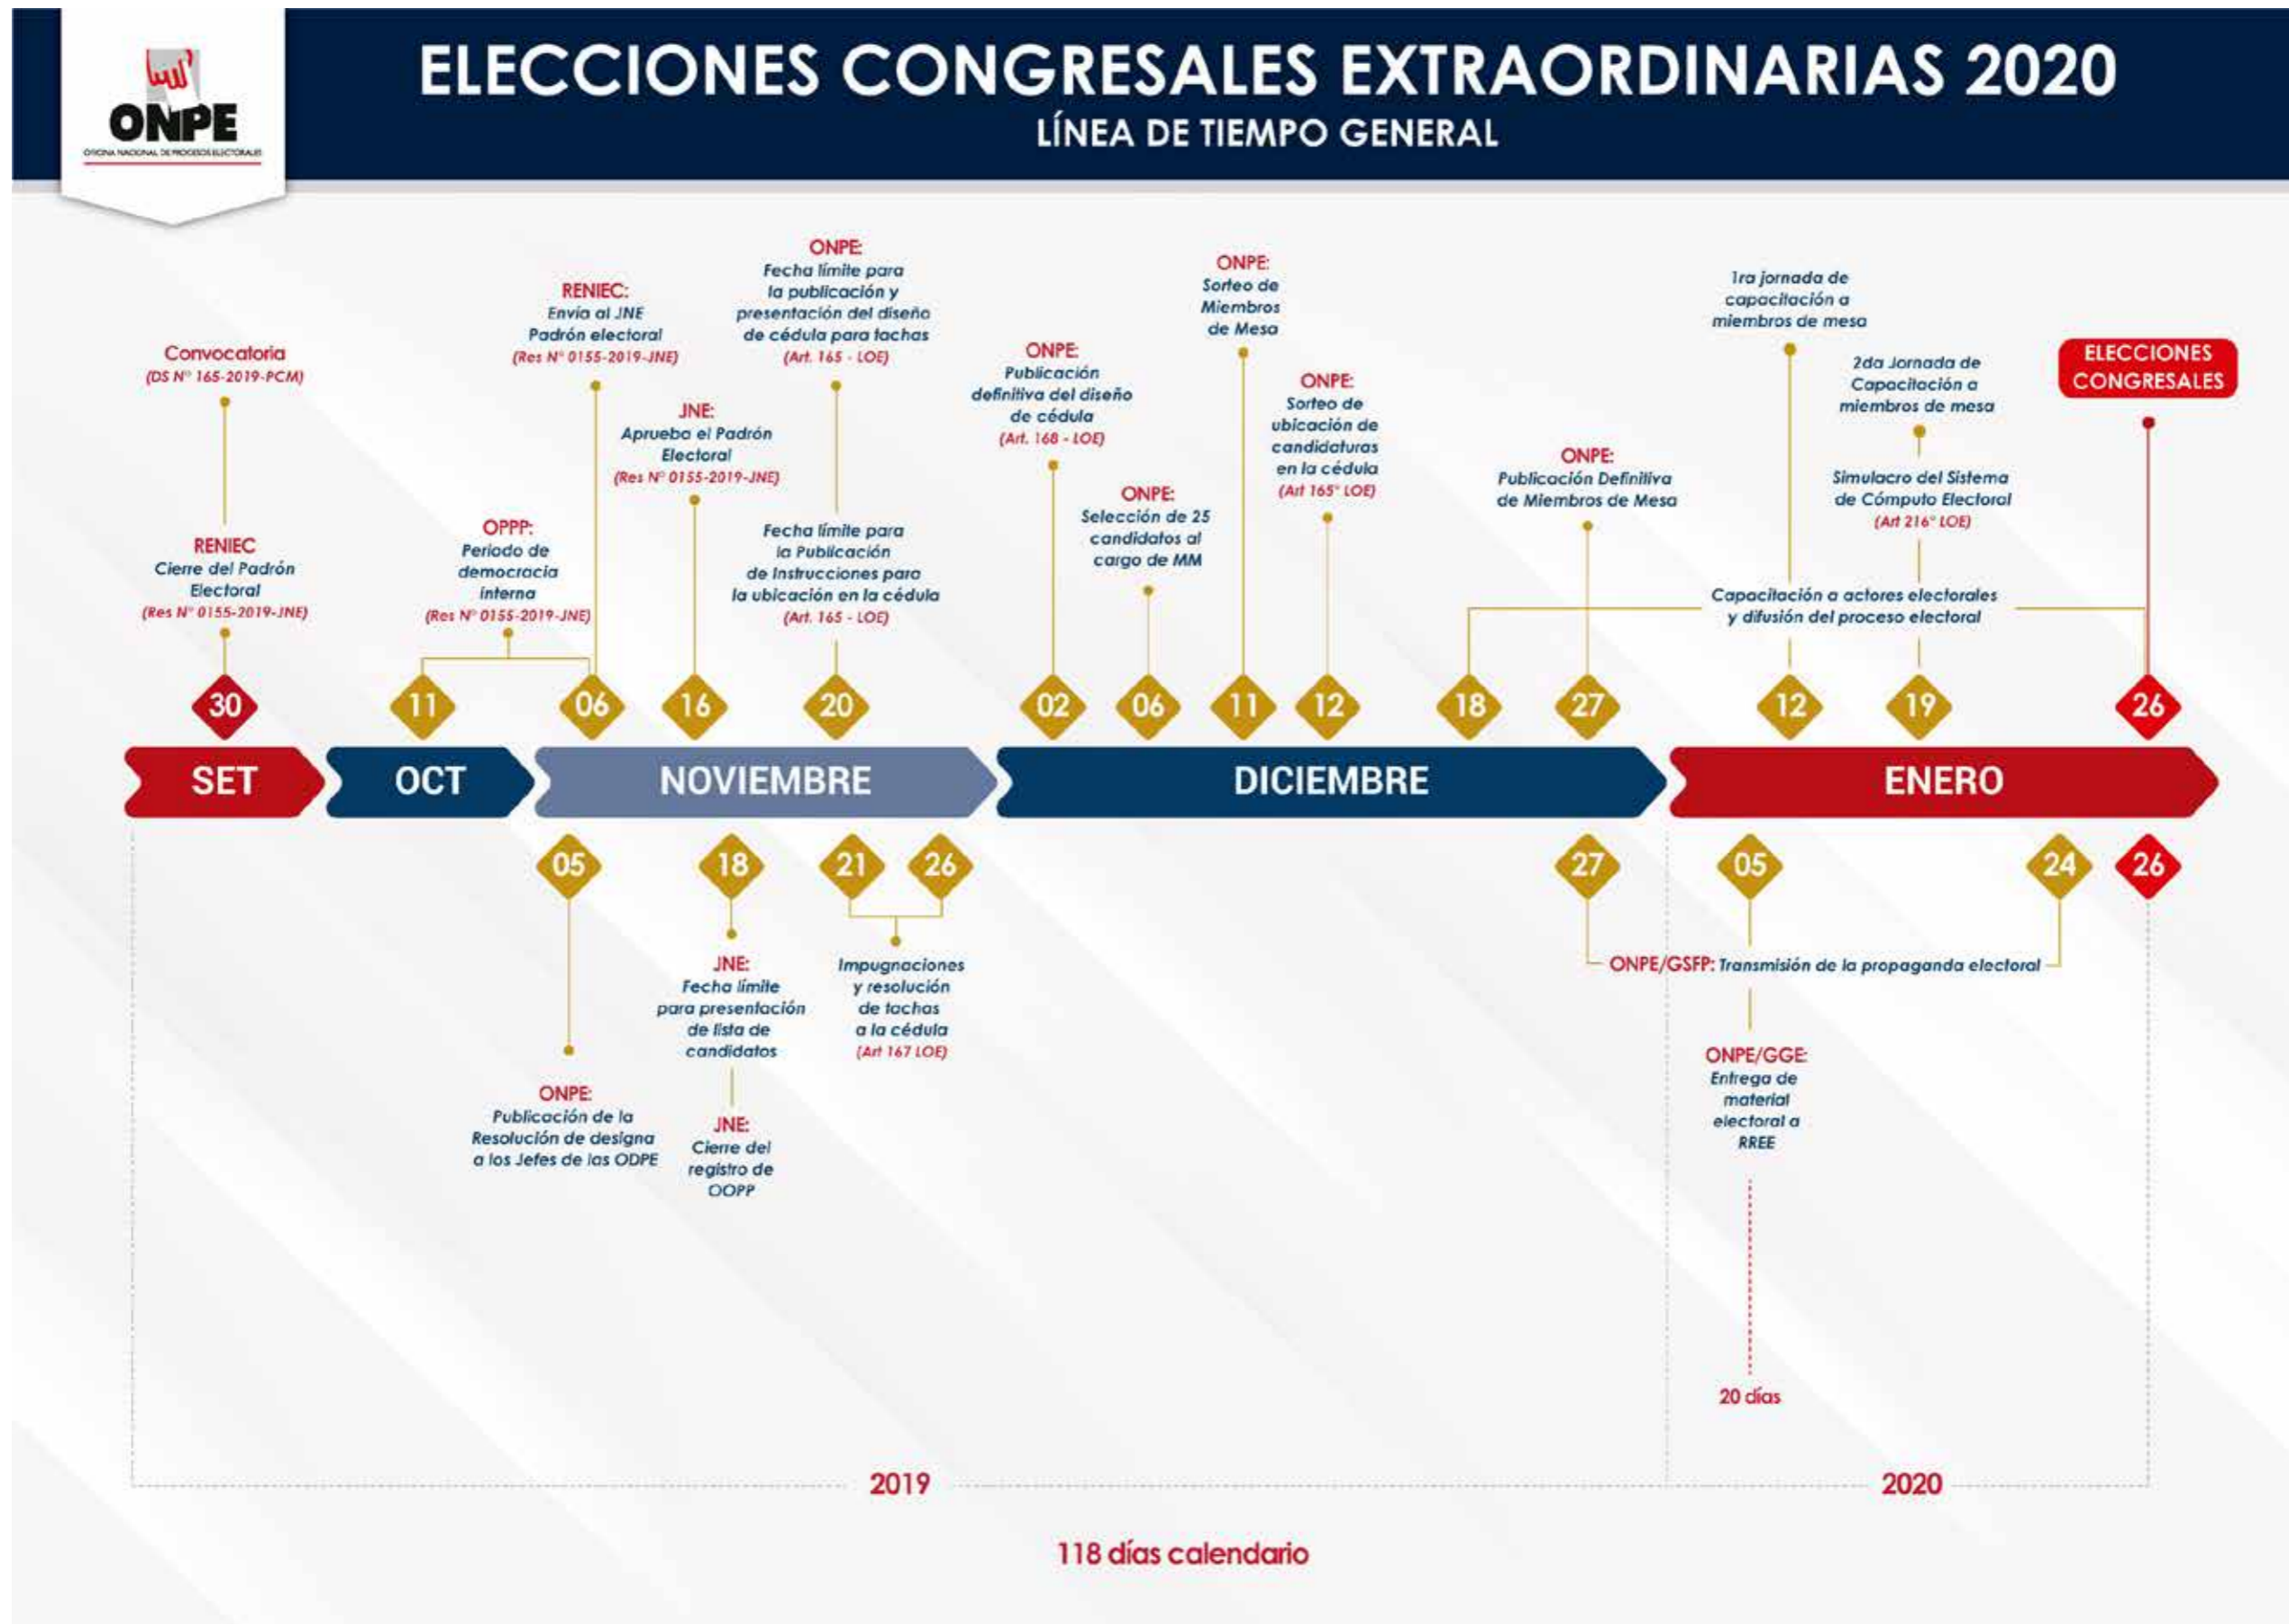 ONPE
OFICINA NACIONAL DE PROCESOS ELECTORALES
ELECCIONES CONGRESALES EXTRAORDINARIAS 2020
LÍNEA DE TIEMPO GENERAL
Convocatoria
(DS N° 165-2019-PCM)
RENIEC
Cierre del Padrón
Electoral
(Res N° 0155-2019-JNE)
OPPP:
Periodo de
democracia
interna
(Res N° 0155-2019-JNE)
RENIEC:
Envía al JNE
Padrón electoral
(Res N° 0155-2019-JNE)
JNE:
Aprueba el Padrón
Electoral
(Res N° 0155-2019-JNE)
ONPE:
Fecha límite para
la publicación y
presentación del diseño
de cédula para tachas
(Art. 165 - LOE)
Fecha límite para
la Publicación
de Instrucciones para
la ubicación en la cédula
(Art. 165 - LOE)
ONPE:
Publicación
definitiva del diseño
de cédula
(Art. 168 - LOE)
ONPE:
Selección de 25
candidatos al
cargo de MM
ONPE:
Sorteo de
Miembros
de Mesa
ONPE:
Sorteo de
ubicación de
candidaturas
en la cédula
(Art 165° LOE)
ONPE:
Publicación Definitiva
de Miembros de Mesa
1ra jornada de
capacitación a
miembros de mesa
2da Jornada de
Capacitación a
miembros de mesa
Simulacro del Sistema
de Cómputo Electoral
(Art 216° LOE)
Capacitación a actores electorales
y difusión del proceso electoral
ELECCIONES
CONGRESALES
30
11
06
16
20
02
06
11
12
18
27
12
19
26
SET
OCT
NOVIEMBRE
DICIEMBRE
ENERO
05
18
21
26
27
05
24
26
ONPE:
Publicación de la
Resolución de designa
a los Jefes de las ODPE
JNE:
Fecha límite
para presentación
de lista de
candidatos
JNE:
Cierre del
registro de
OOPP
Impugnaciones
y resolución
de tachas
a la cédula
(Art 167 LOE)
ONPE/GSFP: Transmisión de la propaganda electoral
ONPE/GGE:
Entrega de
material
electoral a
RREE
20 días
2019
2020
118 días calendario